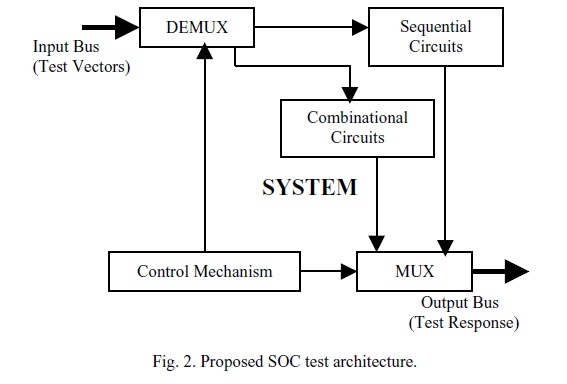 DEMUX
Sequential
Circuits
Input Bus
(Test Vectors)
Combinational
Circuits
SYSTEM
Control Mechanism
MUX
Output Bus
(Test Response)
Fig. 2. Proposed SOC test architecture.